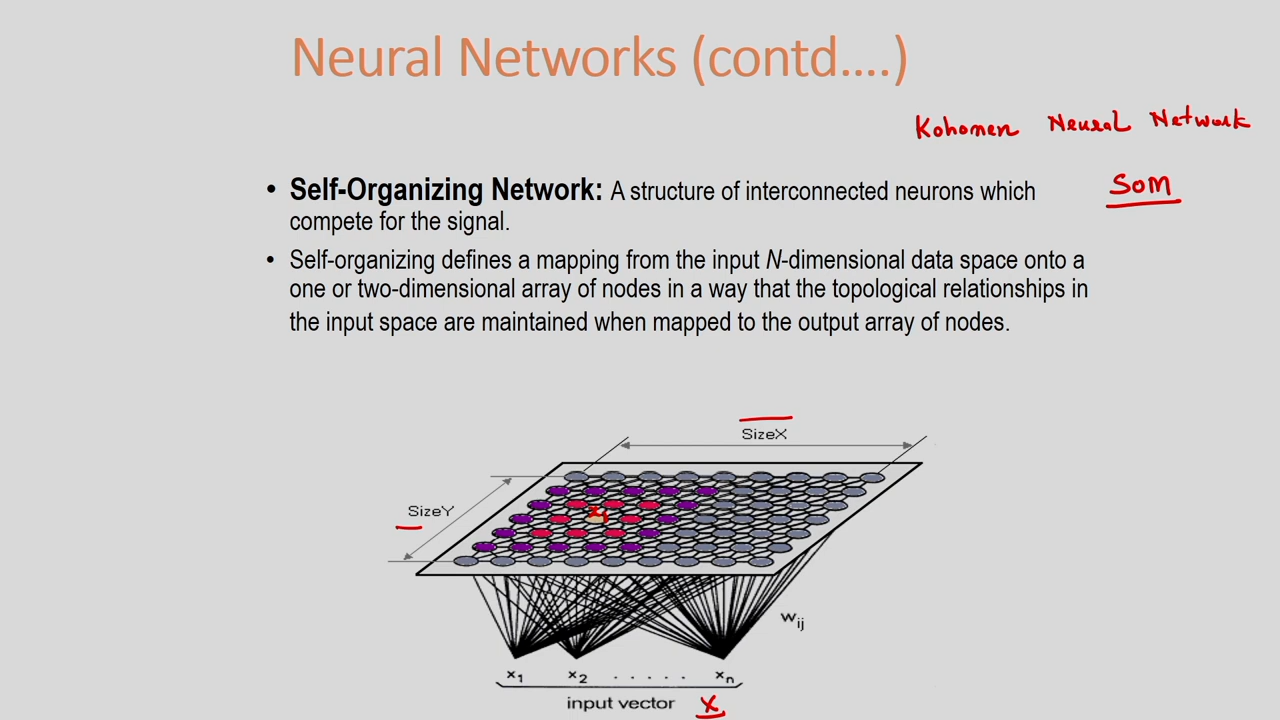 Neural Networks (contd....)
Kohonen Neural Network
• Self-Organizing Network: A structure of interconnected neurons which
SOM
compete for the signal.
• Self-organizing defines a mapping from the input N-dimensional data space onto a
one or two-dimensional array of nodes in a way that the topological relationships in
the input space are maintained when mapped to the output array of nodes.
SizeX
SizeY
wij
x1 x2 . . . . . xn
input vector X